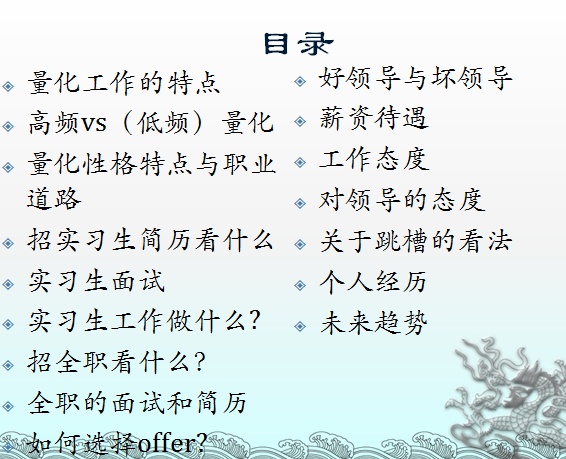 目录
量化工作的特点
高频vs（低频）量化
量化性格特点与职业
道路
招实习生简历看什么
实习生面试
实习生工作做什么?
招全职看什么?
全职的面试和简历
如何选择offer?
好领导与坏领导
薪资待遇
工作态度
对领导的态度
关于跳槽的看法
个人经历
未来趋势